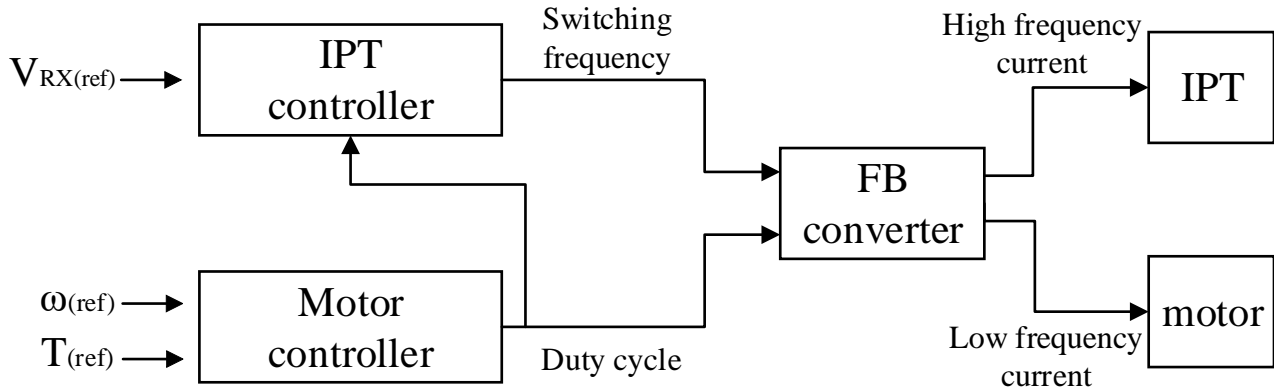 VRX(ref)
IPT
controller
Switching
frequency
High frequency
current
IPT
FB
converter
ω(ref)
T(ref)
Motor
controller
Duty cycle
Low frequency
current
motor